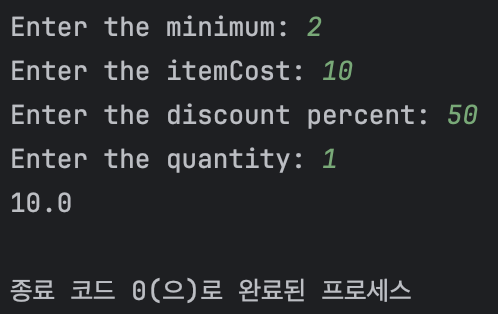 Enter the minimum: 2
Enter the itemCost: 10
Enter the discount percent: 50
Enter the quantity: 1
10.0
종료 코드 0(으)로 완료된 프로세스